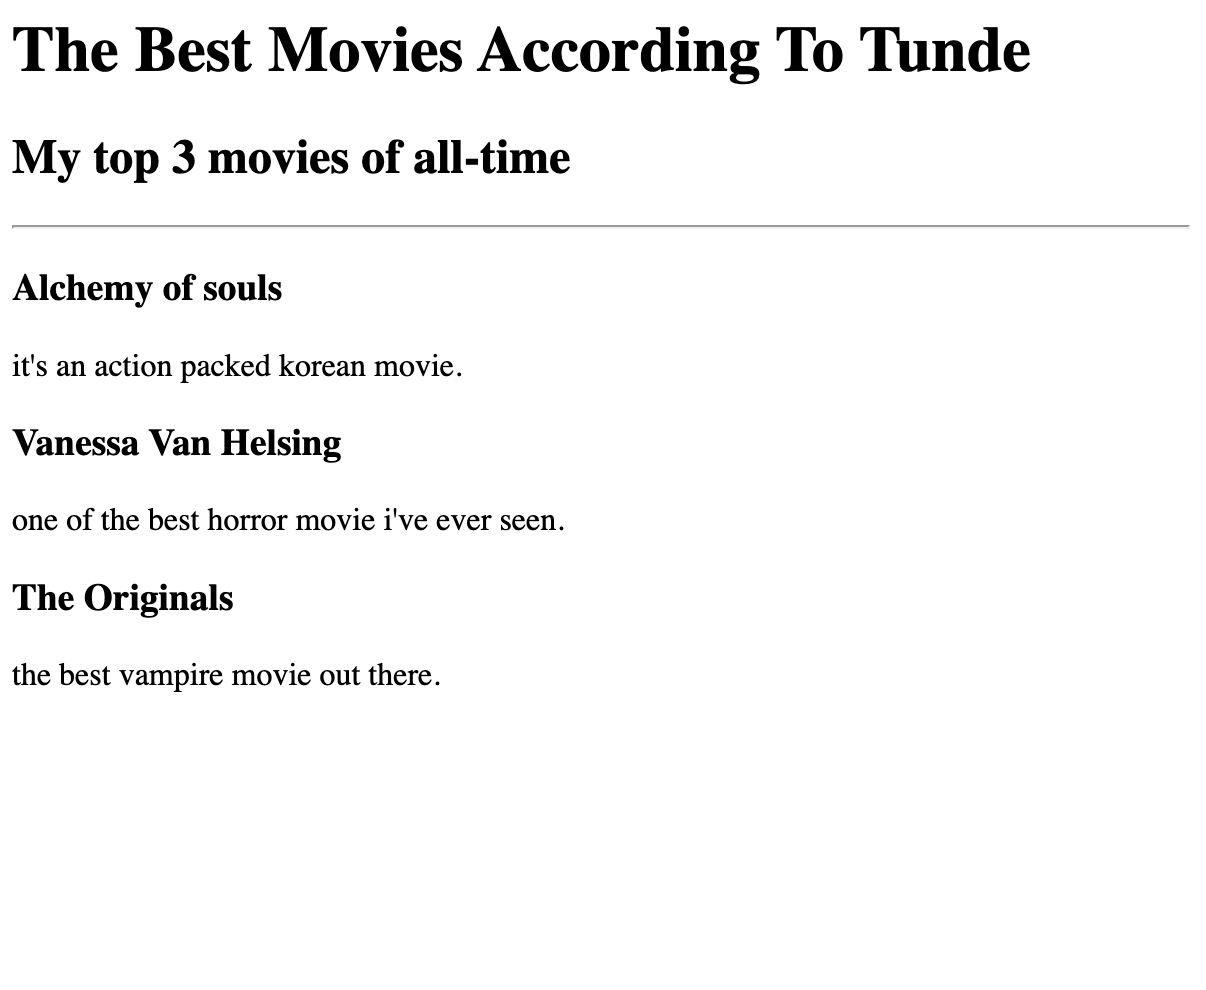 The Best Movies According To Tunde
My top 3 movies of all-time
Alchemy of souls
it's an action packed korean movie.
Vanessa Van Helsing
one of the best horror movie i've ever seen.
The Originals
the best vampire movie out there.